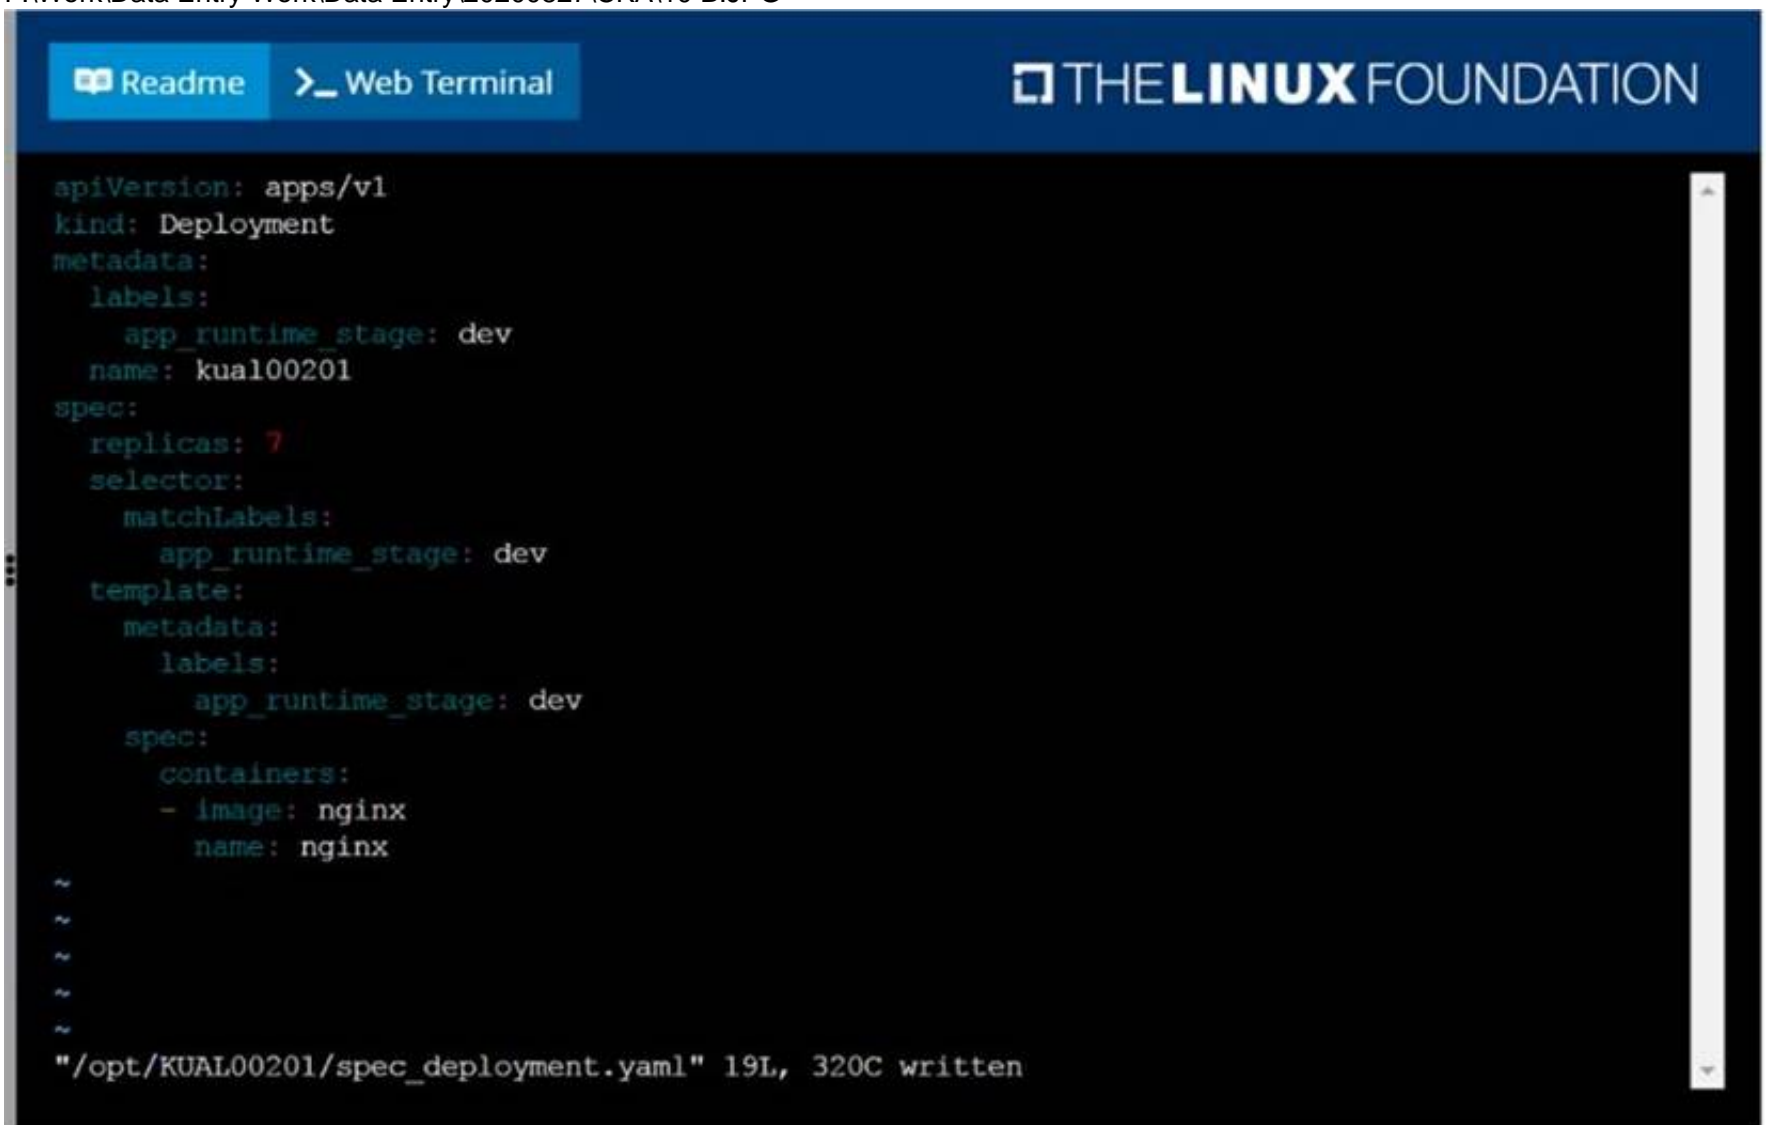 Readme >_ Web Terminal THE LINUX FOUNDATION
apiVersion: apps/v1
kind: Deployment
metadata:
  labels:
    app_runtime_stage: dev
  name: kual00201
spec:
  replicas: 7
  selector:
    matchLabels:
      app_runtime_stage: dev
  template:
    metadata:
      labels:
        app_runtime_stage: dev
    spec:
      containers:
      - image: nginx
        name: nginx
~
~
~
~
~
"/opt/KUAL00201/spec_deployment.yaml" 19L, 320C written